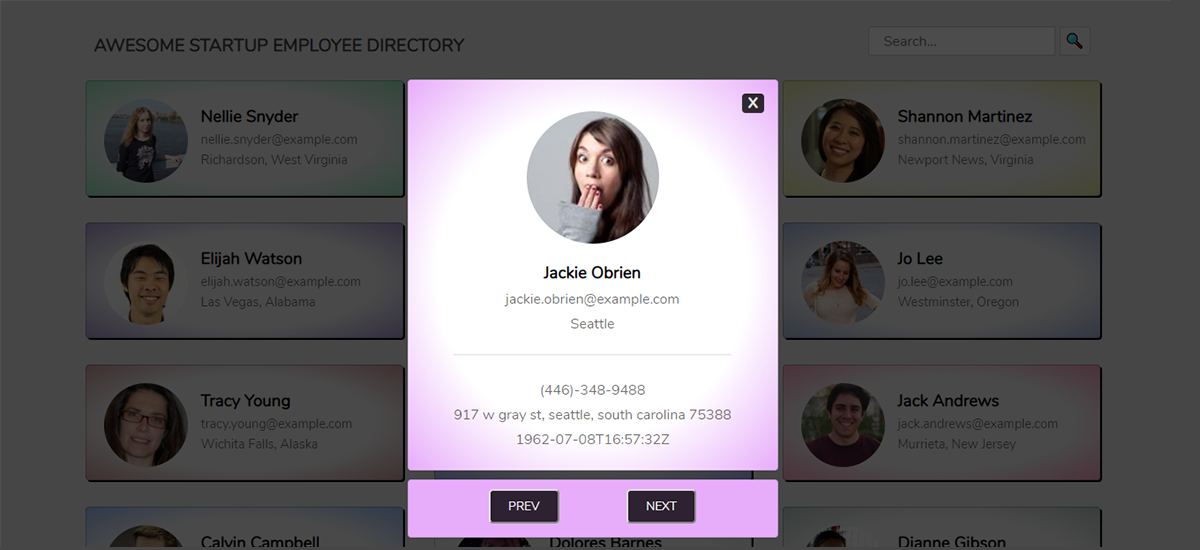 AWESOME STARTUP EMPLOYEE DIRECTORY
Search...
X
Nellie Snyder
nellie.snyder@example.com
Richardson, West Virginia
Shannon Martinez
shannon.martinez@example.com
Newport News, Virginia
Elijah Watson
elijah.watson@example.com
Las Vegas, Alabama
Jackie Obrien
jackie.obrien@example.com
Seattle
Jo Lee
jo.lee@example.com
Westminster, Oregon
Tracy Young
tracy.young@example.com
Wichita Falls, Alaska
(446)-348-9488
917 w gray st, seattle, south carolina 75388
1962-07-08T16:57:32Z
Jack Andrews
jack.andrews@example.com
Murrieta, New Jersey
PREV
NEXT
Calvin Campbell
Dolores Barnes
Dianne Gibson